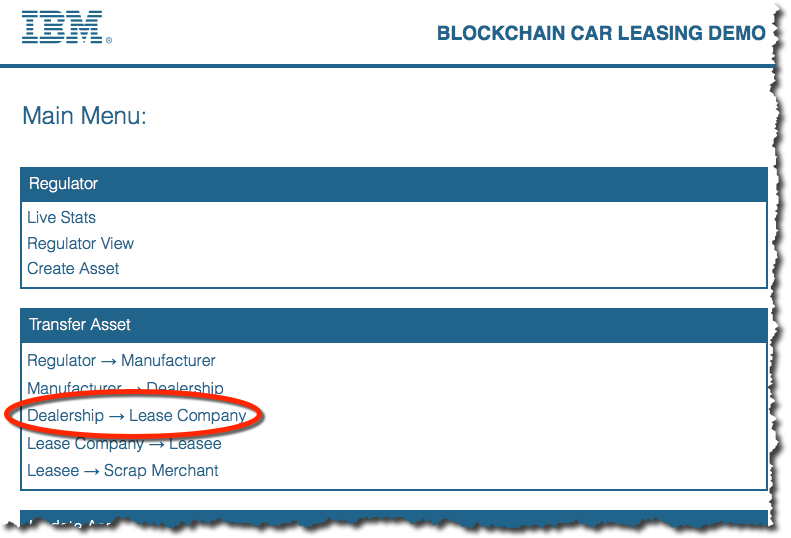 IBM®
BLOCKCHAIN CAR LEASING DEMO
Main Menu:
Regulator
Live Stats
Regulator View
Create Asset
Transfer Asset
Regulator → Manufacturer
Manufacturer → Dealership
Dealership → Lease Company
Lease Company → Leasee
Leasee → Scrap Merchant